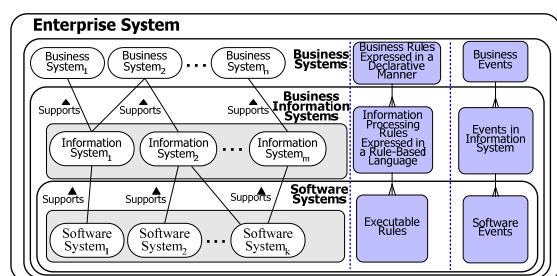 Enterprise System
Business
System1
Business
System2
...
Business
Systemn
Business
Systems
Business Rules
Expressed in a
Declarative
Manner
Business
Events
Supports
Supports
Supports
Business
Information
Systems
Information
System1
Information
System2
...
Information
Systemm
Information
Processing
Rules
Expressed in
a Rule-Based
Language
Events in
Information
System
Supports
Supports
Supports
Software
Systems
Software
System1
Software
System2
...
Software
Systemk
Executable
Rules
Software
Events